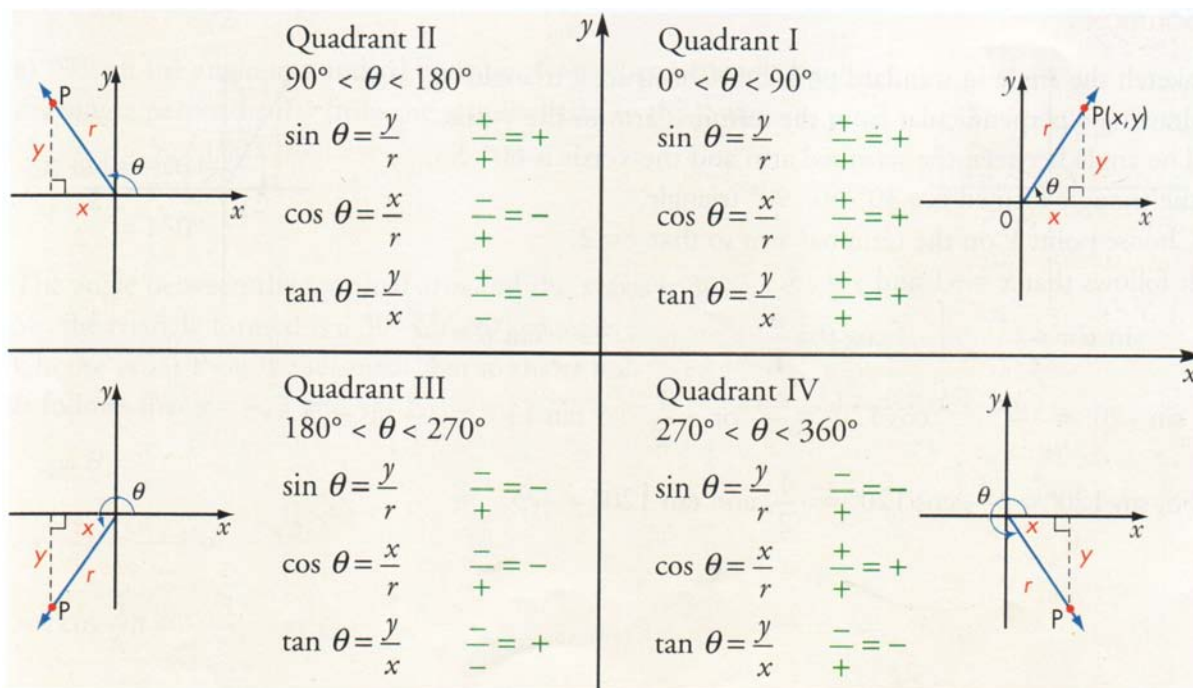 y
x
Quadrant II
90° < θ < 180°
sin θ = y/r   +/+ = +
cos θ = x/r   −/+ = −
tan θ = y/x   +/− = −
P
r
y
θ
x
x
y
Quadrant I
0° < θ < 90°
sin θ = y/r   +/+ = +
cos θ = x/r   +/+ = +
tan θ = y/x   +/+ = +
y
P(x, y)
r
y
θ
0
x
x
Quadrant III
180° < θ < 270°
sin θ = y/r   −/+ = −
cos θ = x/r   −/+ = −
tan θ = y/x   −/− = +
y
θ
x
x
y
r
P
Quadrant IV
270° < θ < 360°
sin θ = y/r   −/+ = −
cos θ = x/r   +/+ = +
tan θ = y/x   −/+ = −
y
θ
x
x
y
r
P